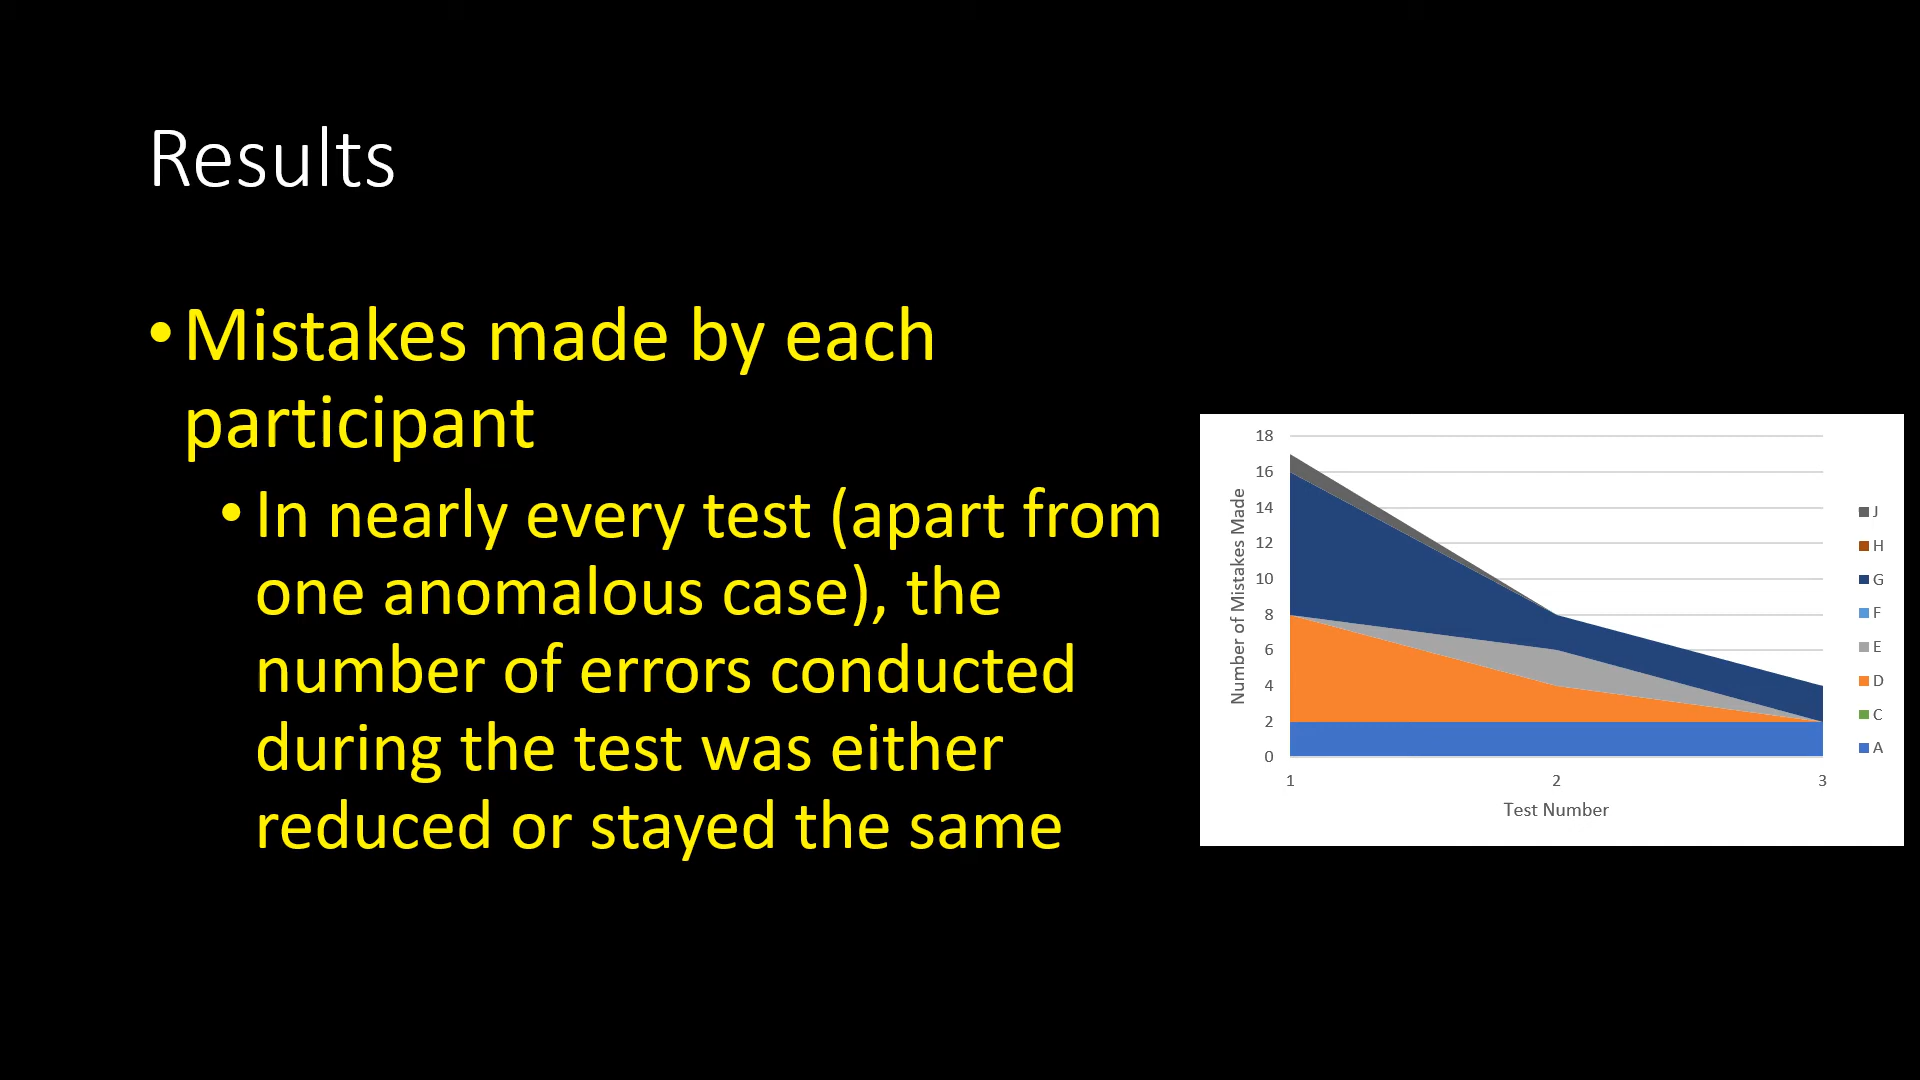 Results
• Mistakes made by each
participant
• In nearly every test (apart from
one anomalous case), the
number of errors conducted
during the test was either
reduced or stayed the same
Number of Mistakes Made
18
16
14
12
10
8
6
4
2
0
1 2 3
Test Number
J
H
G
F
E
D
C
A